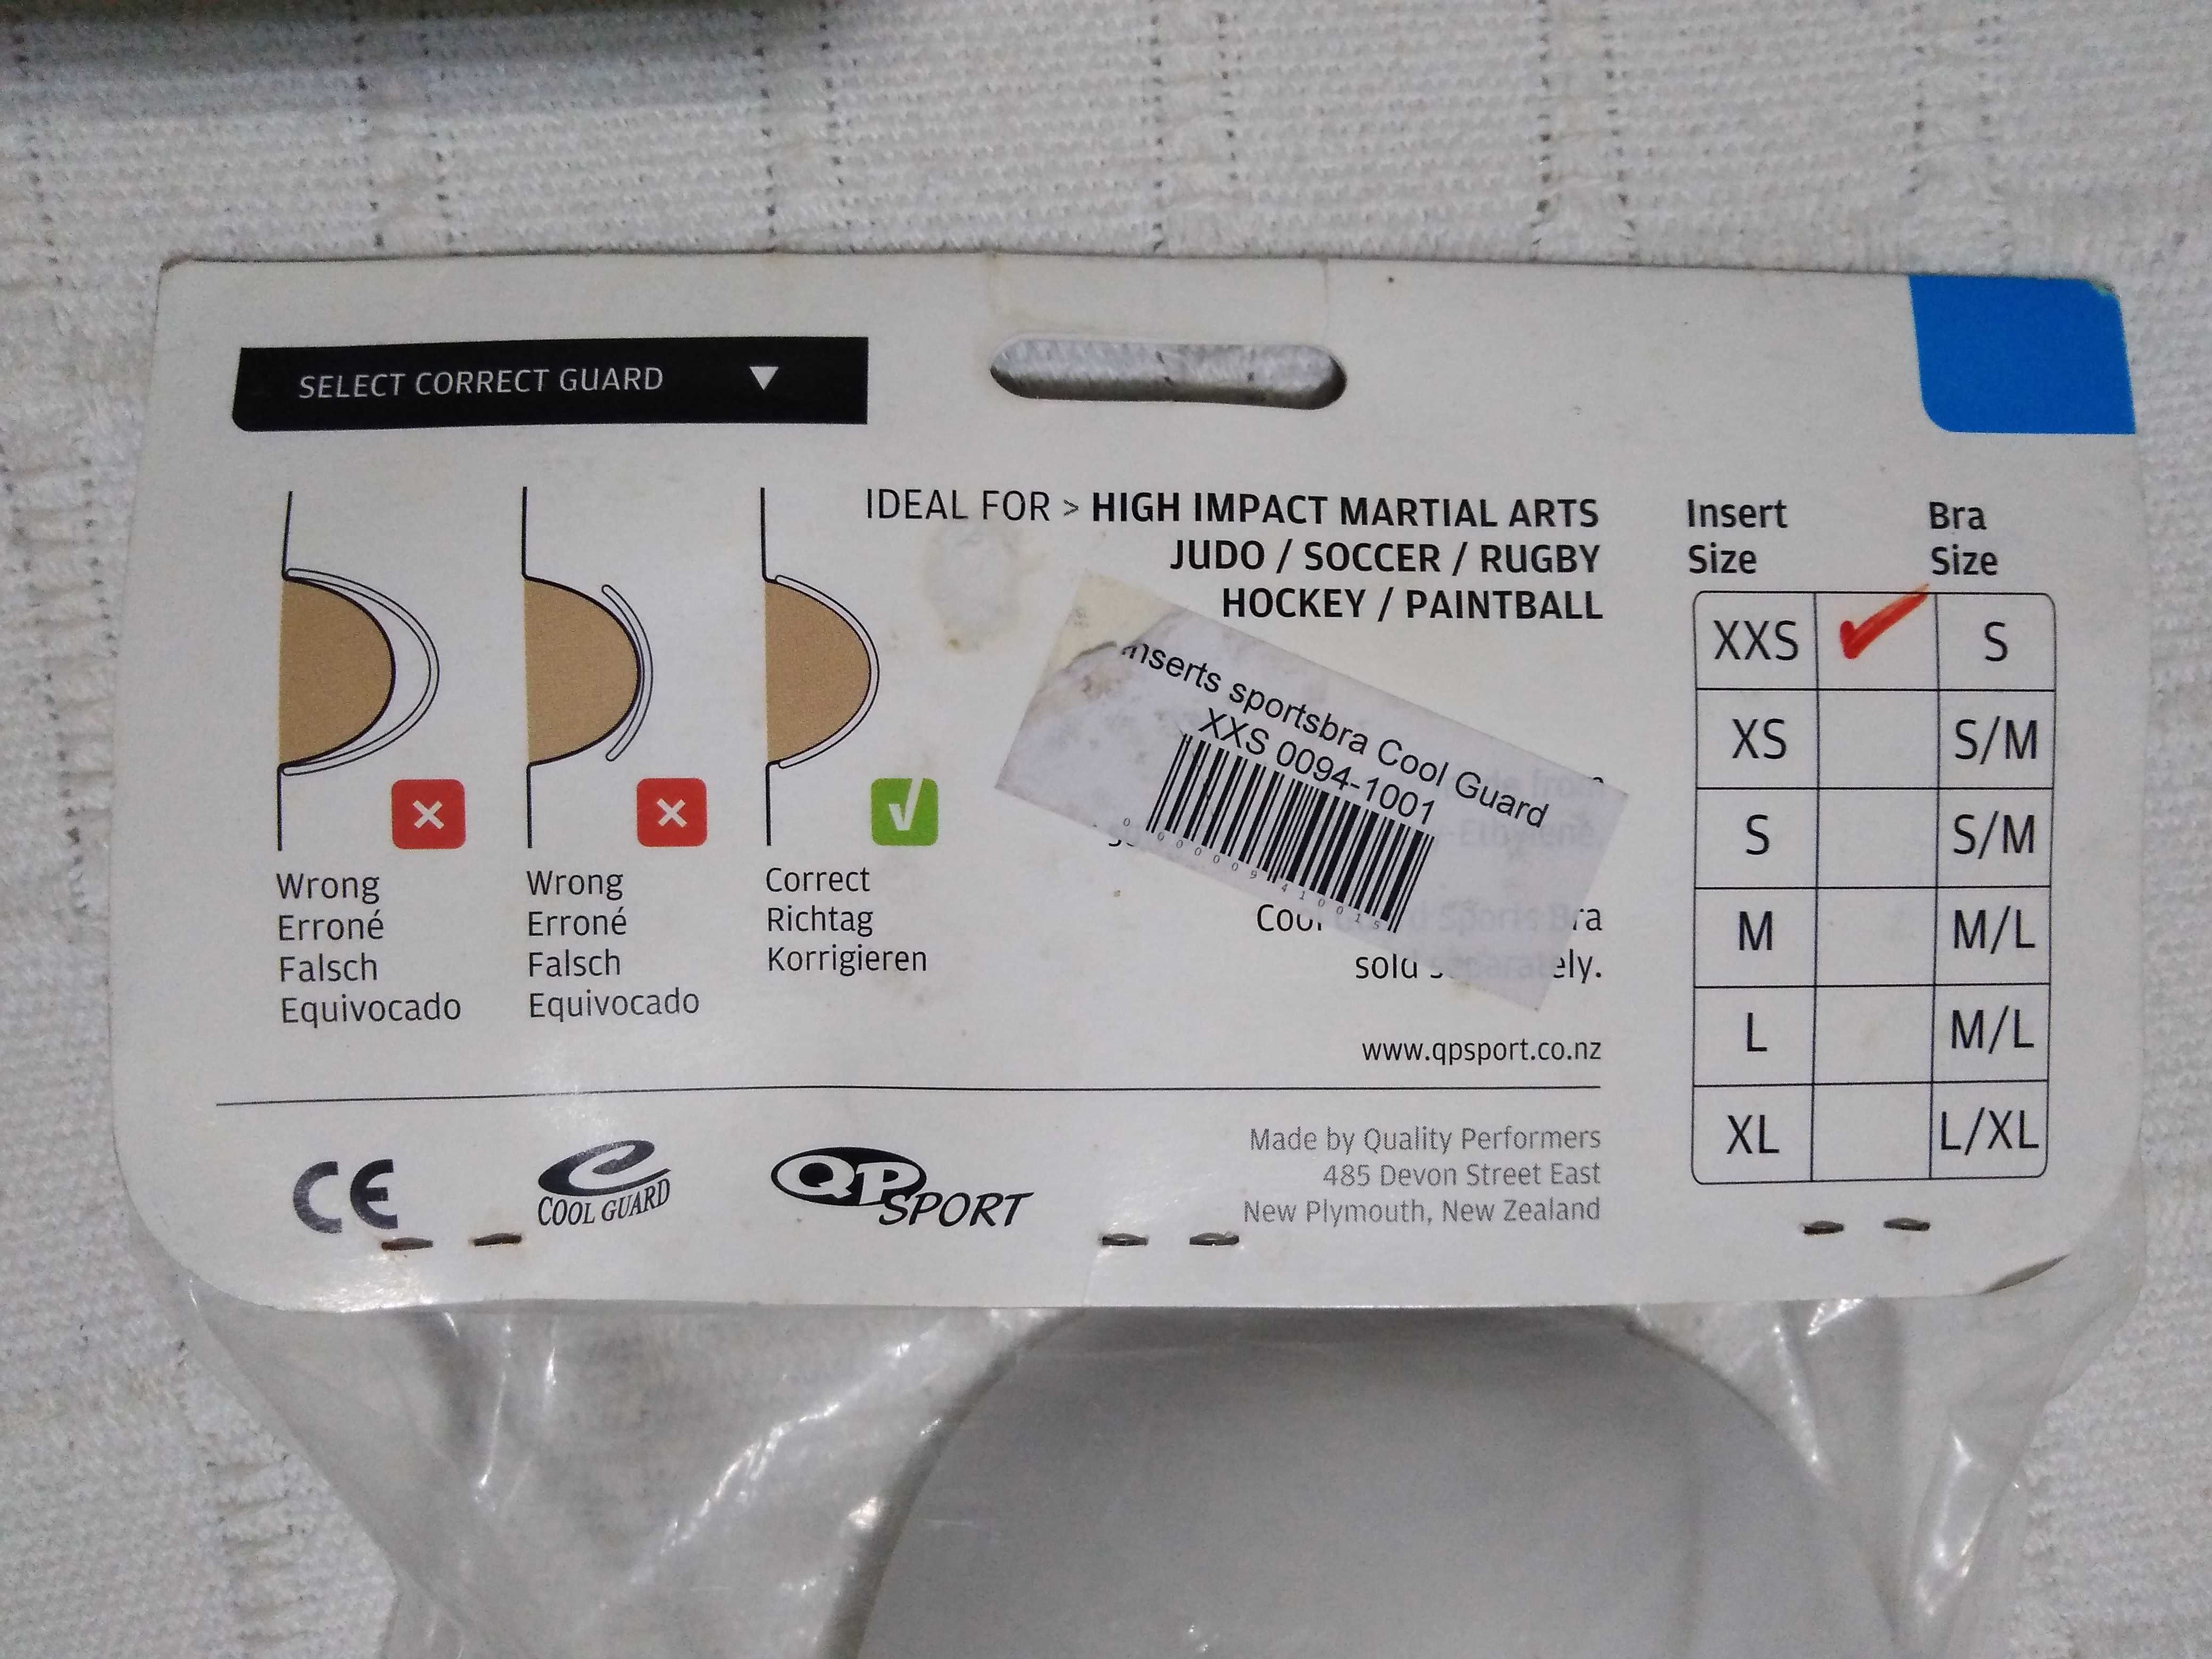 SELECT CORRECT GUARD
IDEAL FOR > HIGH IMPACT MARTIAL ARTS
JUDO / SOCCER / RUGBY
HOCKEY / PAINTBALL
Wrong
Erroné
Falsch
Equivocado
Wrong
Erroné
Falsch
Equivocado
Correct
Richtag
Korrigieren
sportsbra Cool Guard
XXS 0094-1001
sold
www.qpsport.co.nz
Insert Size Bra Size
XXS S
XS S/M
S S/M
M M/L
L M/L
XL L/XL
CE
COOL GUARD
QP SPORT
Made by Quality Performers
485 Devon Street East
New Plymouth, New Zealand